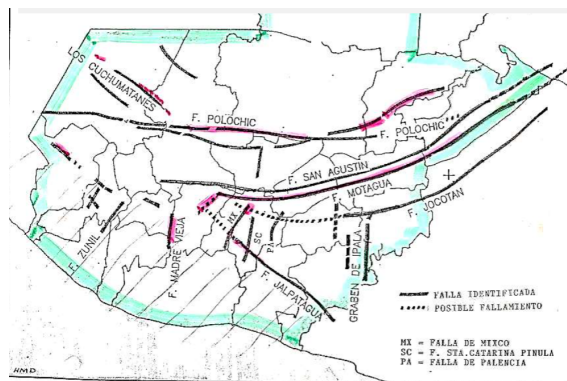 LOS CUCHUMATANES
F. POLOCHIC
F. POLOCHIC
F. SAN AGUSTIN
F. MOTAGUA
F. JOCOTAN
F. ZUNIL
F. MADRE VIEJA
MX
SC
PA
F. JALPATAGUA
GRABEN DE IPALA
FALLA IDENTIFICADA
POSIBLE FALLAMIENTO
MX = FALLA DE MIXCO
SC = F. STA.CATARINA PINULA
PA = FALLA DE PALENCIA
HMD